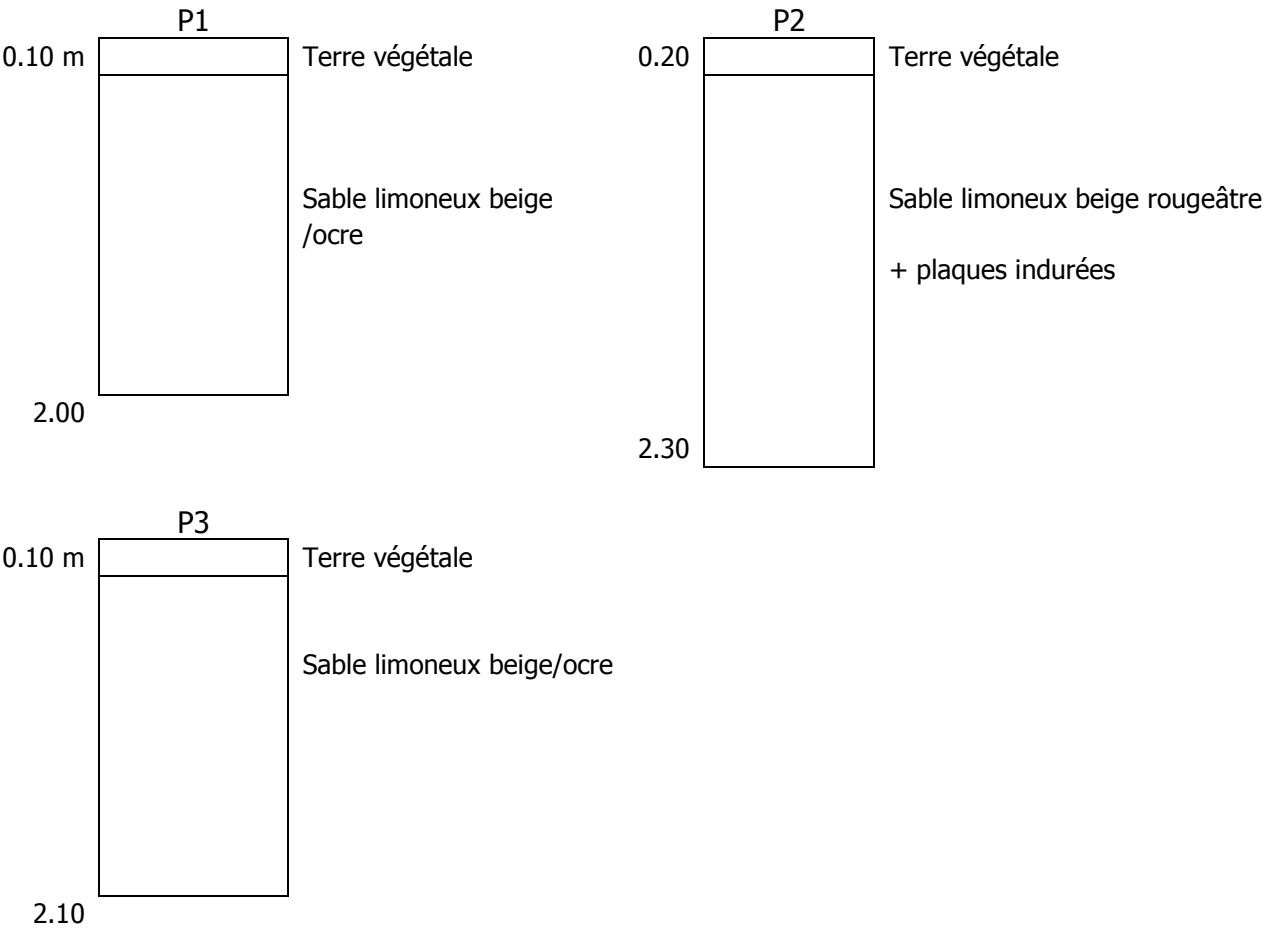 P1
0.10 m
Terre végétale
Sable limoneux beige
/ocre
2.00
P2
0.20
Terre végétale
Sable limoneux beige rougeâtre
+ plaques indurées
2.30
P3
0.10 m
Terre végétale
Sable limoneux beige/ocre
2.10